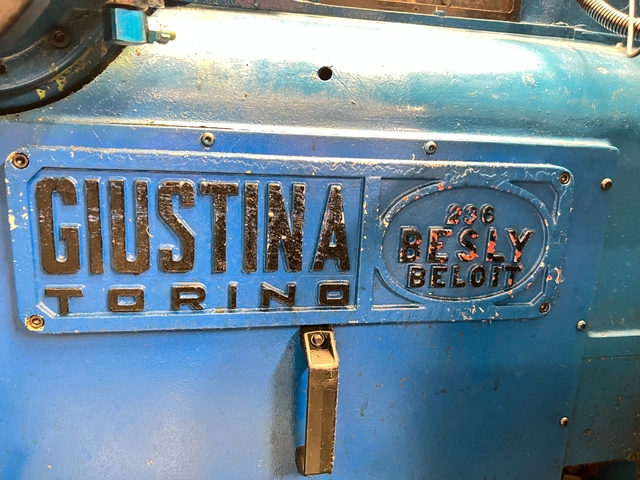 GIUSTINA
TORINO
236
BESLY
BELOIT